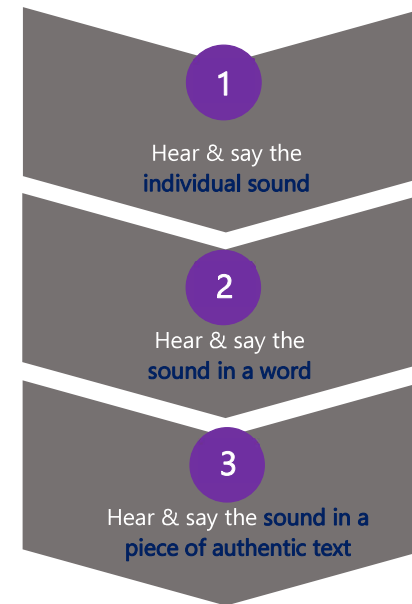 1
Hear & say the
individual sound
2
Hear & say the
sound in a word
3
Hear & say the sound in a
piece of authentic text